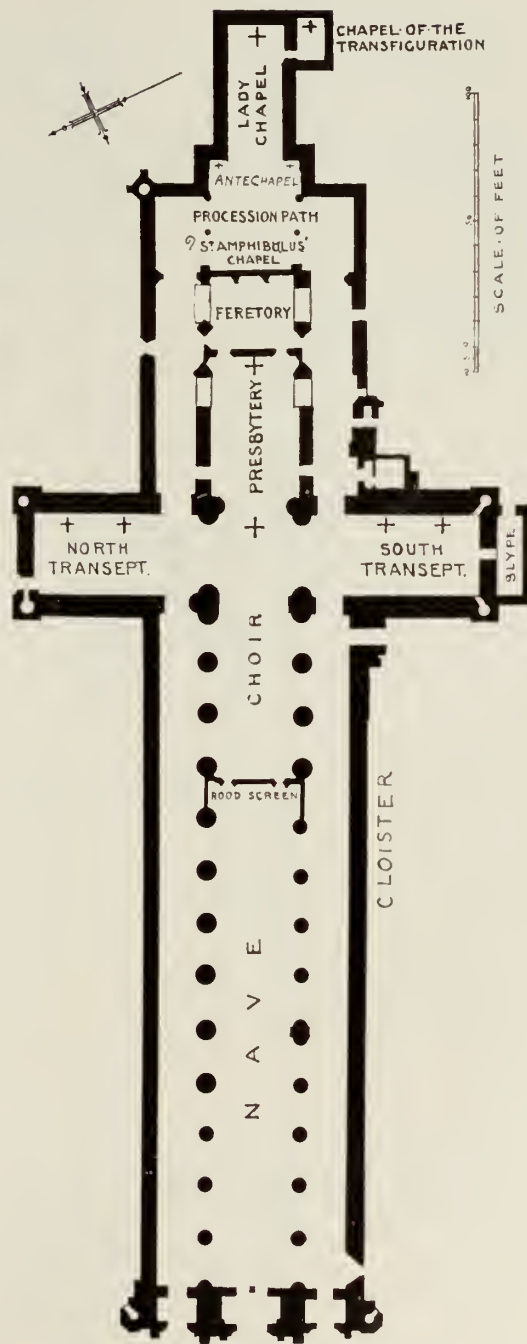 CHAPEL·OF·THE
TRANSFIGURATION
LADY
CHAPEL
ANTECHAPEL
PROCESSION PATH
? ST AMPHIBULUS'
CHAPEL
FERETORY
SCALE·OF FEET
PRESBYTERY
NORTH
TRANSEPT.
SOUTH
TRANSEPT.
SLYPE
CHOIR
ROOD SCREEN
CLOISTER
NAVE